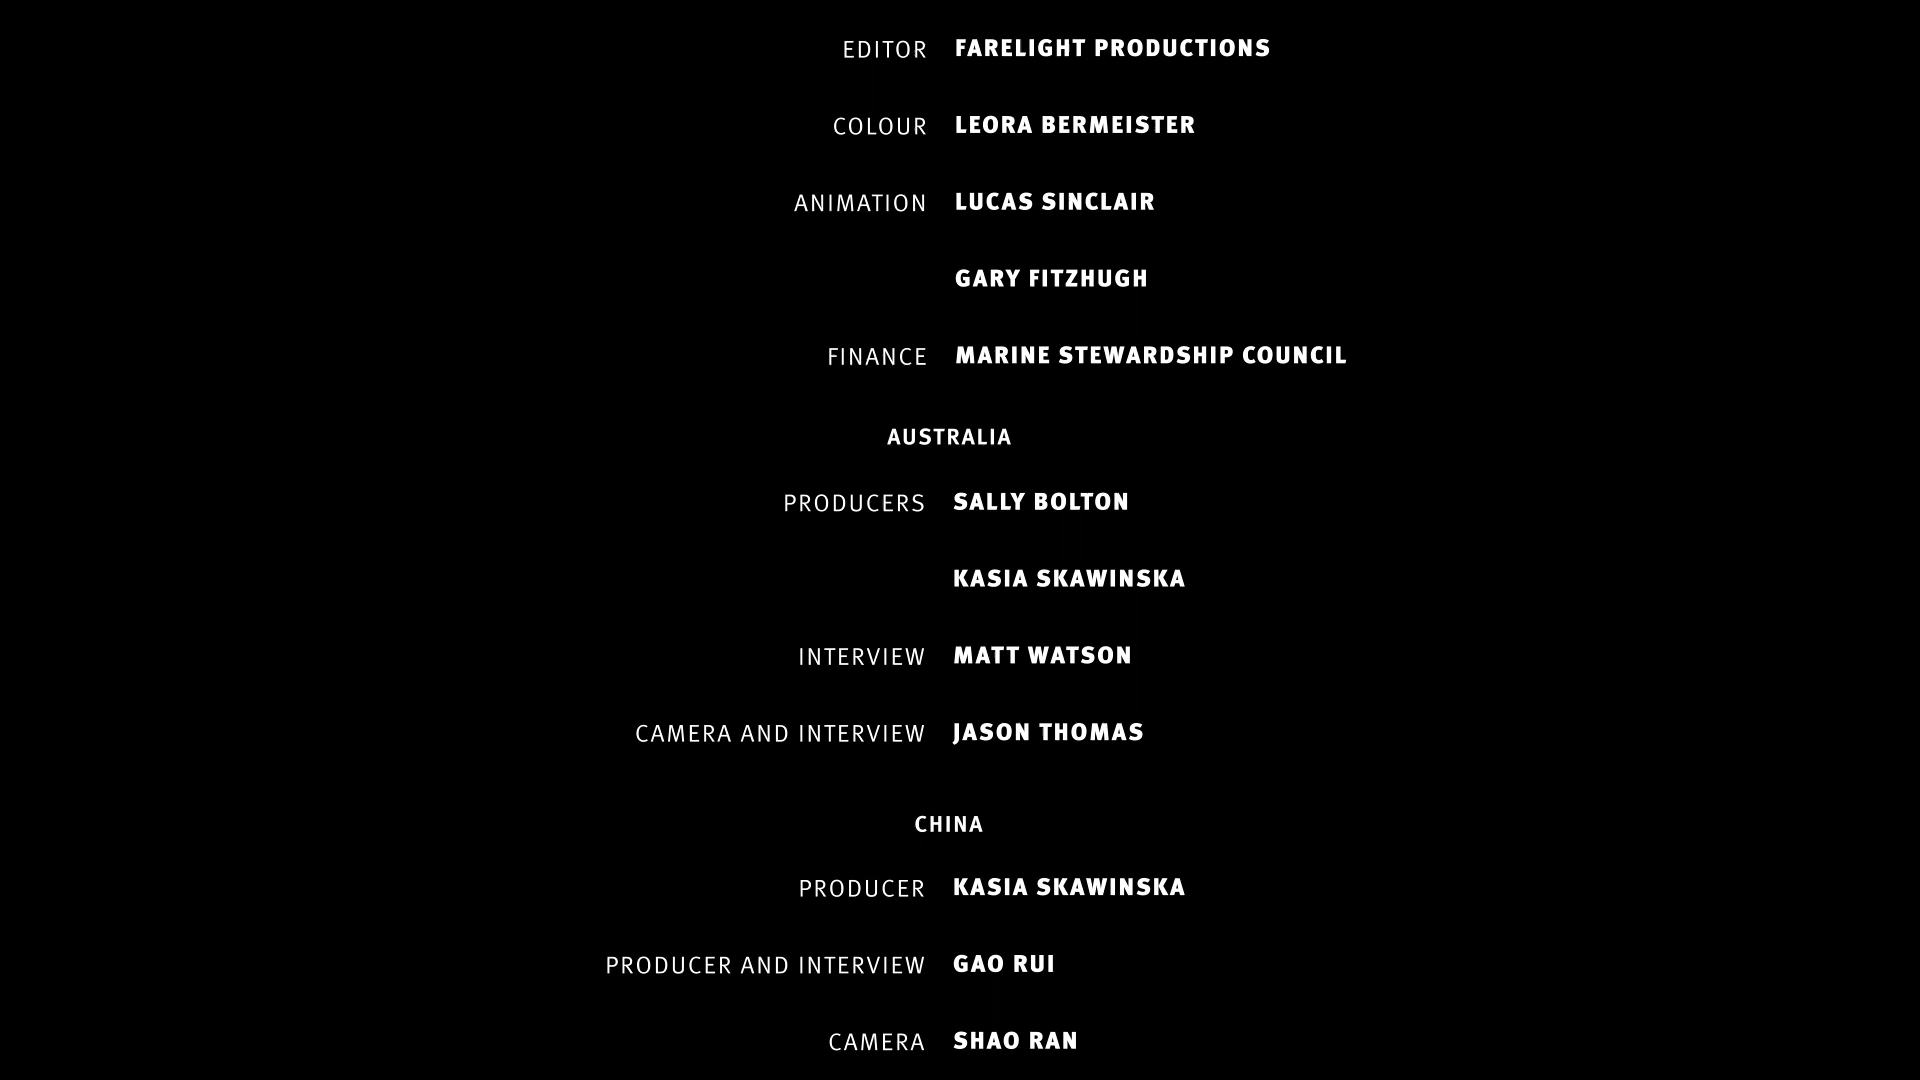 EDITOR FARELIGHT PRODUCTIONS
COLOUR LEORA BERMEISTER
ANIMATION LUCAS SINCLAIR
GARY FITZHUGH
FINANCE MARINE STEWARDSHIP COUNCIL
AUSTRALIA
PRODUCERS SALLY BOLTON
KASIA SKAWINSKA
INTERVIEW MATT WATSON
CAMERA AND INTERVIEW JASON THOMAS
CHINA
PRODUCER KASIA SKAWINSKA
PRODUCER AND INTERVIEW GAO RUI
CAMERA SHAO RAN